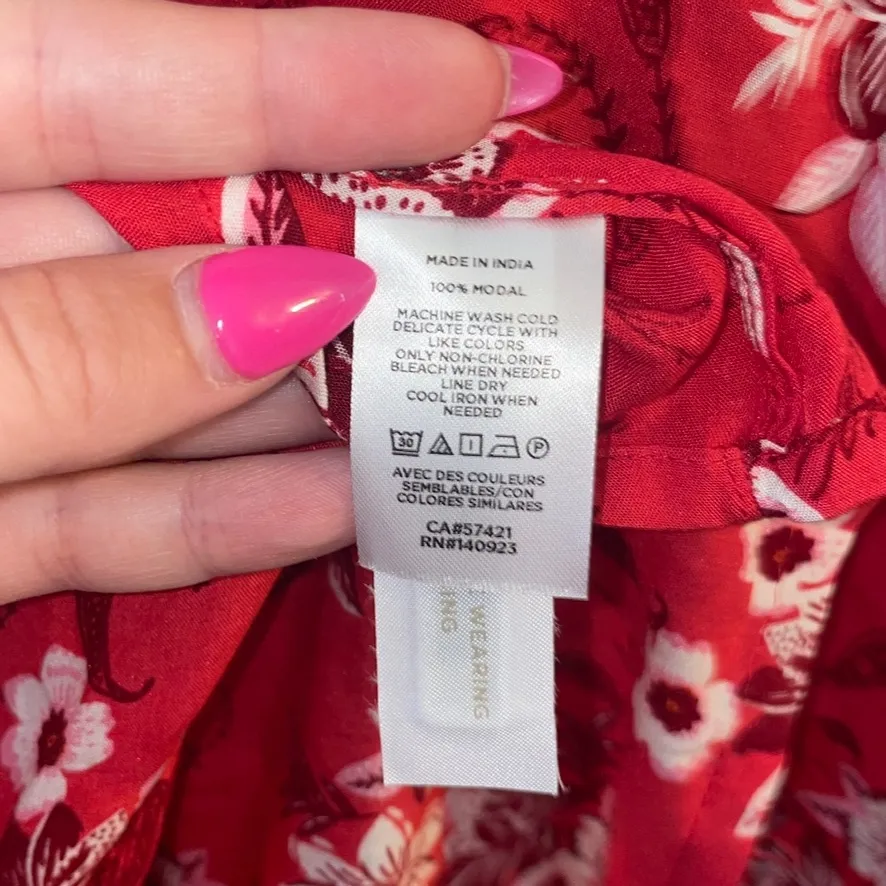 MADE IN INDIA
100% MODAL
MACHINE WASH COLD
DELICATE CYCLE WITH
LIKE COLORS
ONLY NON-CHLORINE
BLEACH WHEN NEEDED
LINE DRY
COOL IRON WHEN
NEEDED
30 P
AVEC DES COULEURS
SEMBLABLES/CON
COLORES SIMILARES
CA#57421
RN#140923
WEARING